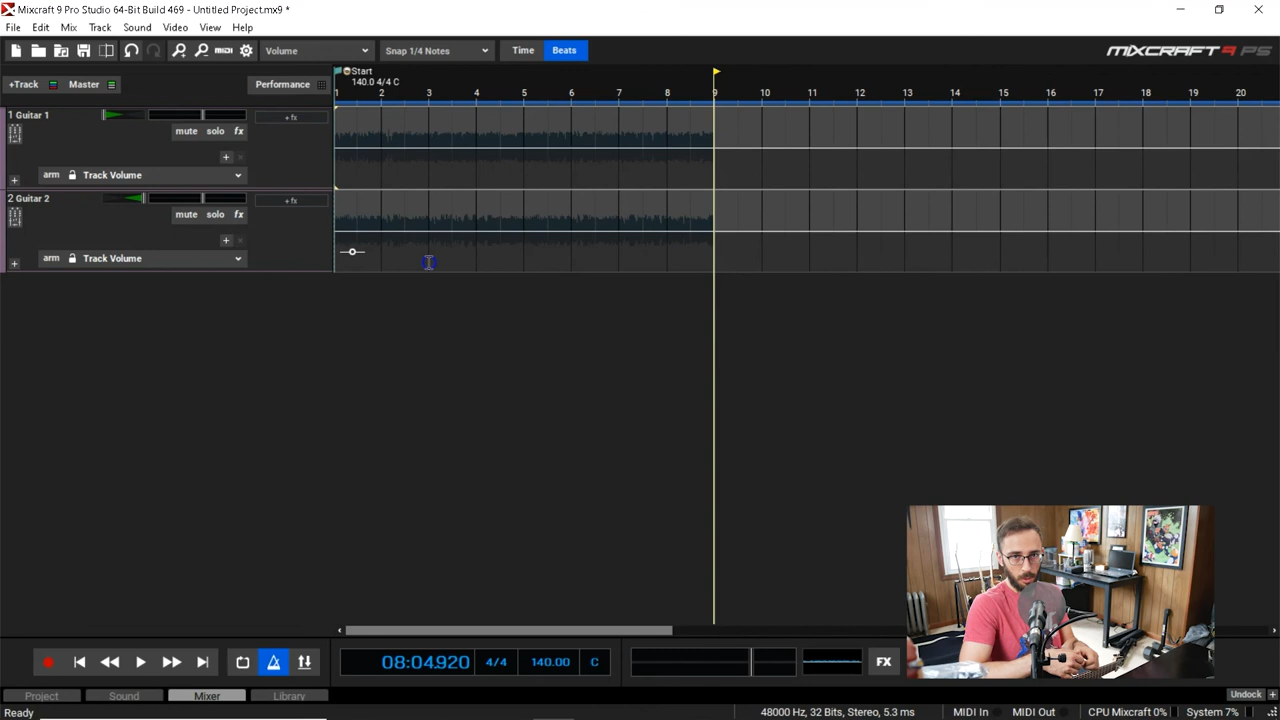 Mixcraft 9 Pro Studio 64-Bit Build 469 - Untitled Project.mx9 *
File Edit Mix Track Sound Video View Help
MIDI Volume Snap 1/4 Notes Time Beats MIXCRAFT 9 PS
+Track Master Performance
Start
140.0 4/4 C
1 2 3 4 5 6 7 8 9 10 11 12 13 14 15 16 17 18 19 20
1 Guitar 1
+ fx
mute solo fx
arm Track Volume
2 Guitar 2
+ fx
mute solo fx
arm Track Volume
08:04.920 4/4 140.00 C FX
Project Sound Mixer Library Undock
Ready 48000 Hz, 32 Bits, Stereo, 5.3 ms MIDI In MIDI Out CPU Mixcraft 0% System 7%